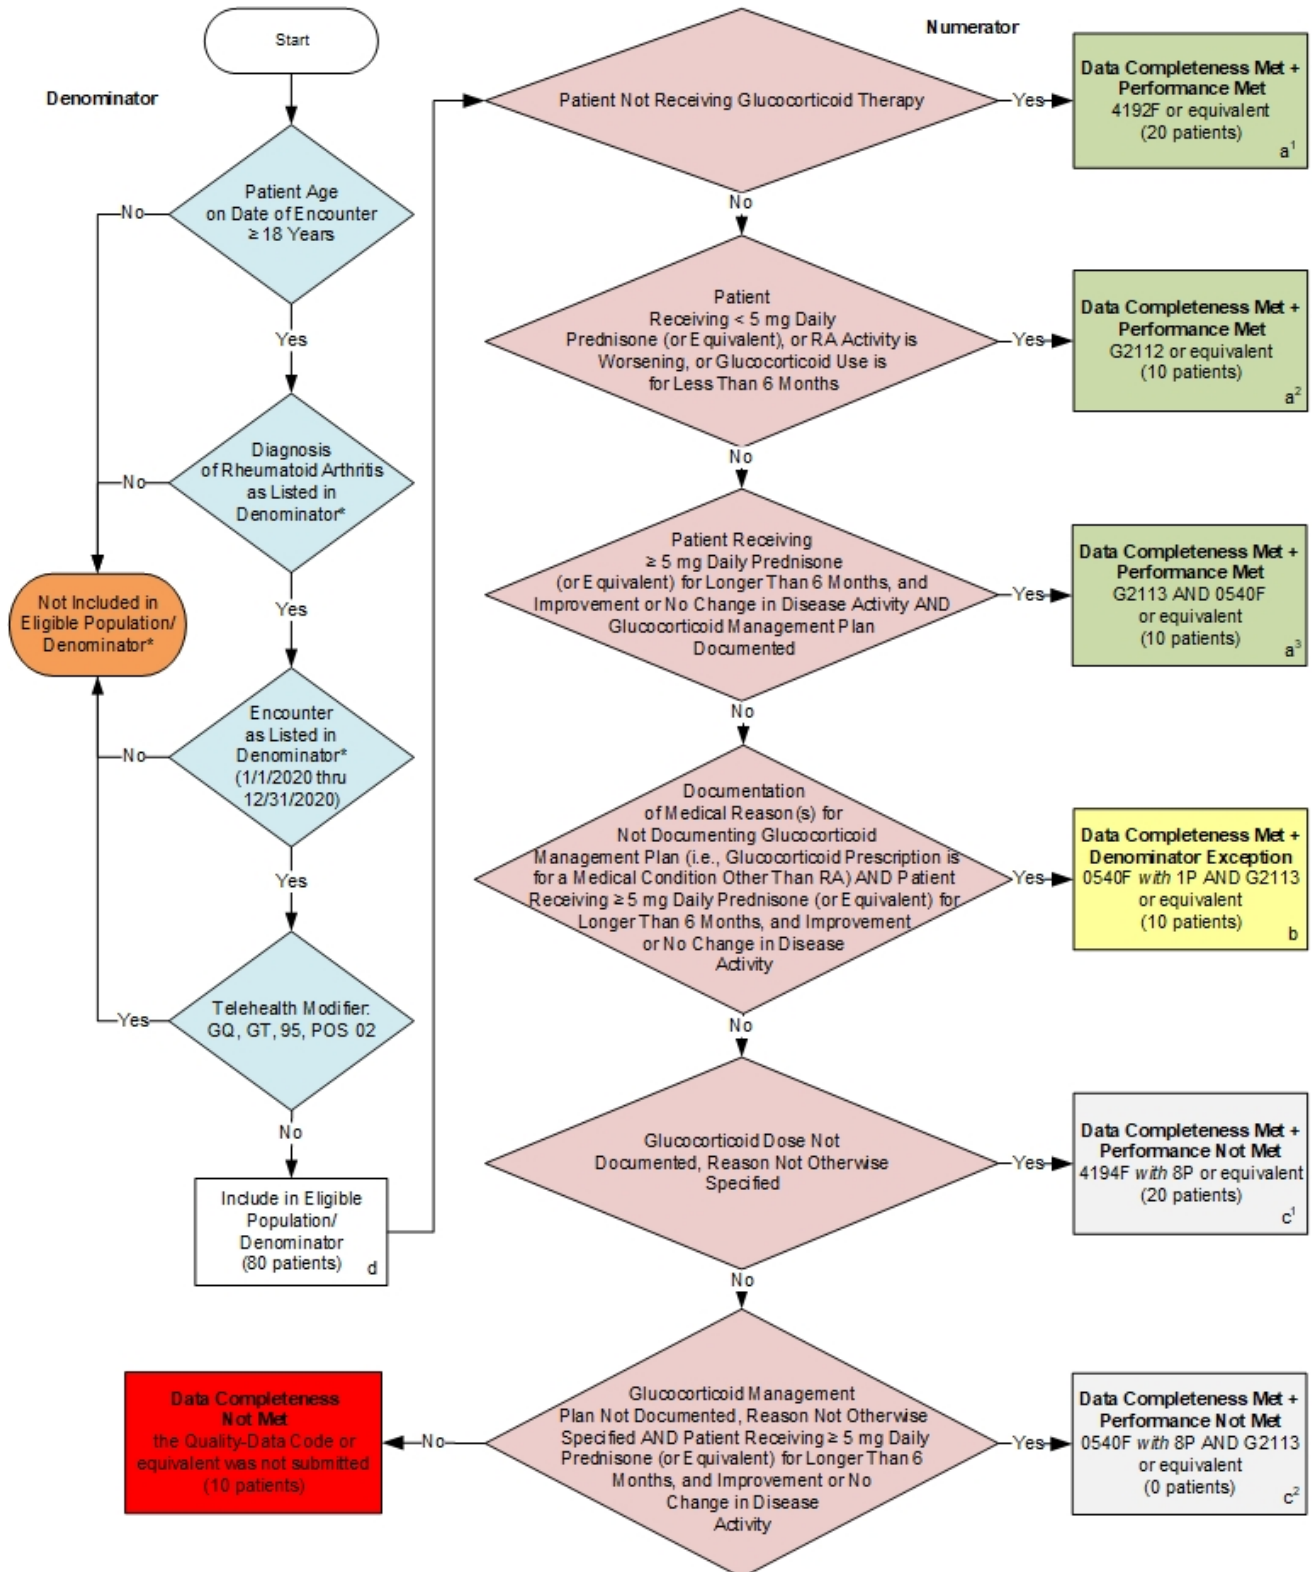 Start
Denominator
Patient Age
on Date of Encounter
≥ 18 Years
No
Yes
Diagnosis
of Rheumatoid Arthritis
as Listed in
Denominator*
No
Yes
Not Included in
Eligible Population/
Denominator*
Encounter
as Listed in
Denominator*
(1/1/2020 thru
12/31/2020)
No
Yes
Telehealth Modifier:
GQ, GT, 95, POS 02
Yes
No
Include in Eligible
Population/
Denominator
(80 patients)
d
Numerator
Patient Not Receiving Glucocorticoid Therapy
Yes
Data Completeness Met +
Performance Met
4192F or equivalent
(20 patients)
a¹
No
Patient
Receiving < 5 mg Daily
Prednisone (or Equivalent), or RA Activity is
Worsening, or Glucocorticoid Use is
for Less Than 6 Months
Yes
Data Completeness Met +
Performance Met
G2112 or equivalent
(10 patients)
a²
No
Patient Receiving
≥ 5 mg Daily Prednisone
(or Equivalent) for Longer Than 6 Months, and
Improvement or No Change in Disease Activity AND
Glucocorticoid Management Plan
Documented
Yes
Data Completeness Met +
Performance Met
G2113 AND 0540F
or equivalent
(10 patients)
a³
No
Documentation
of Medical Reason(s) for
Not Documenting Glucocorticoid
Management Plan (i.e., Glucocorticoid Prescription is
for a Medical Condition Other Than RA) AND Patient
Receiving ≥ 5 mg Daily Prednisone (or Equivalent) for
Longer Than 6 Months, and Improvement
or No Change in Disease
Activity
Yes
Data Completeness Met +
Denominator Exception
0540F with 1P AND G2113
or equivalent
(10 patients)
b
No
Glucocorticoid Dose Not
Documented, Reason Not Otherwise
Specified
Yes
Data Completeness Met +
Performance Not Met
4194F with 8P or equivalent
(20 patients)
c¹
No
Glucocorticoid Management
Plan Not Documented, Reason Not Otherwise
Specified AND Patient Receiving ≥ 5 mg Daily
Prednisone (or Equivalent) for Longer Than 6
Months, and Improvement or No
Change in Disease
Activity
Yes
Data Completeness Met +
Performance Not Met
0540F with 8P AND G2113
or equivalent
(0 patients)
c²
No
Data Completeness
Not Met
the Quality-Data Code or
equivalent was not submitted
(10 patients)